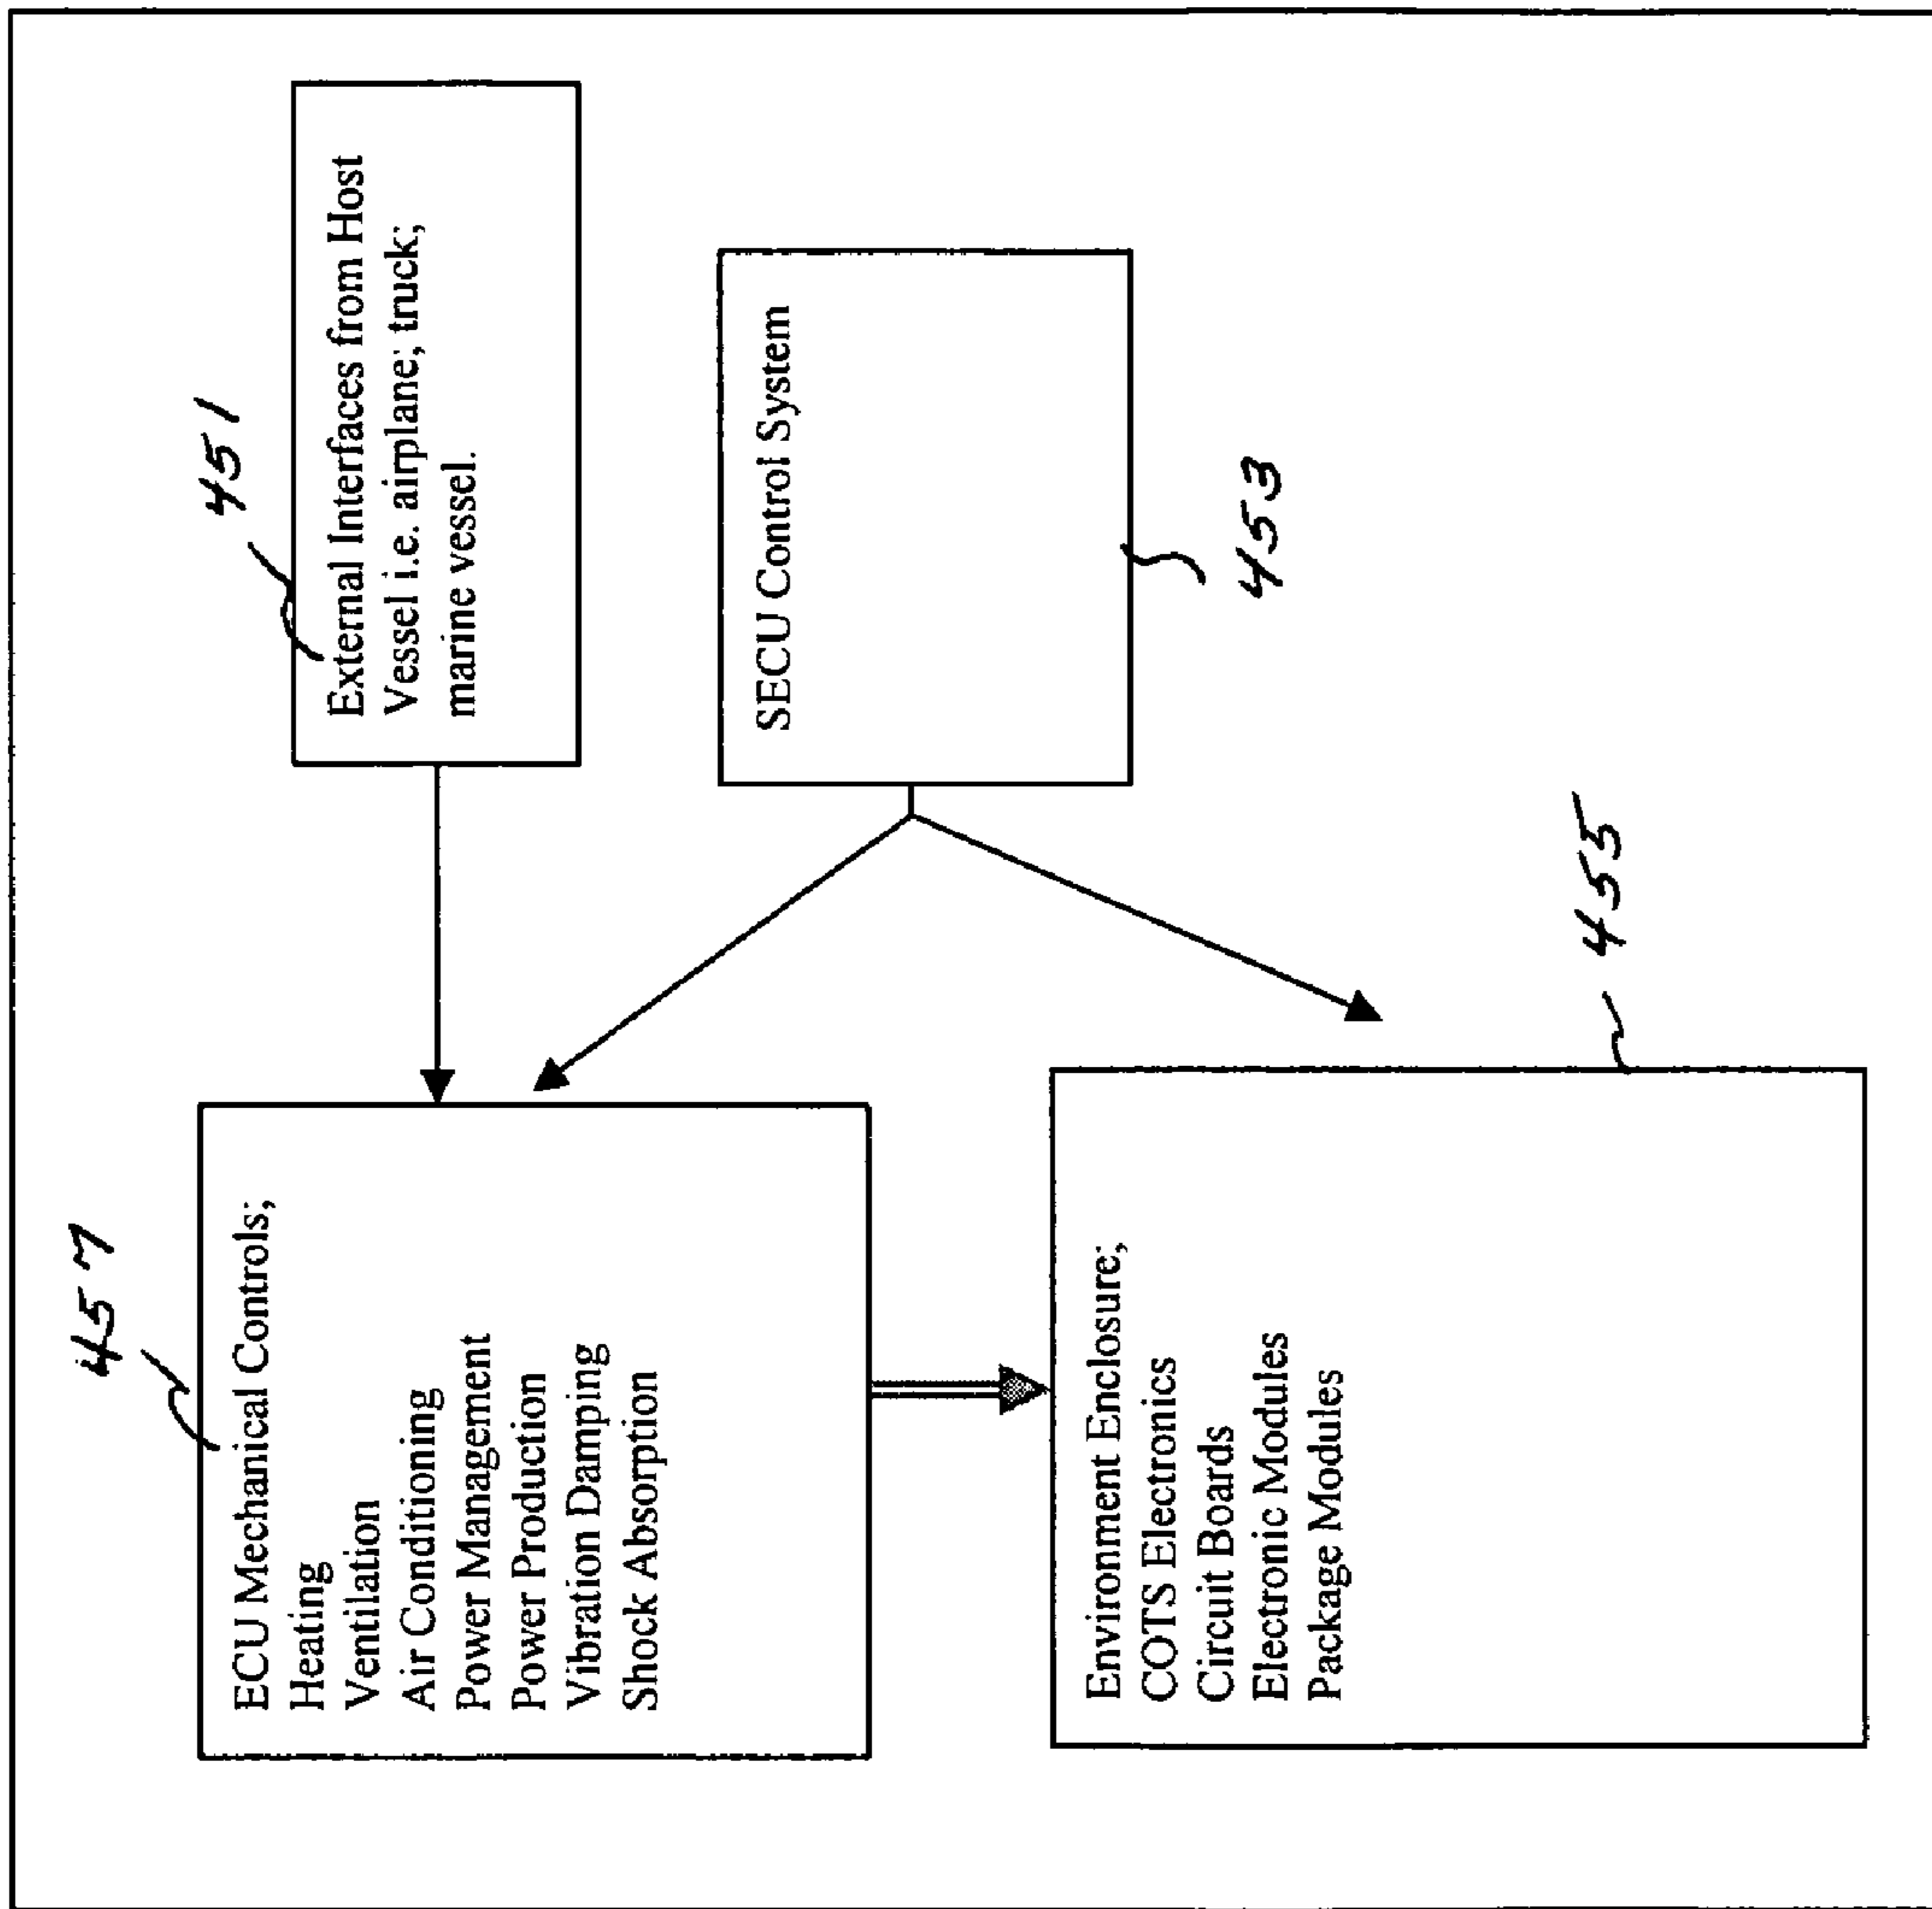 457
ECU Mechanical Controls;
Heating
Ventilation
Air Conditioning
Power Management
Power Production
Vibration Damping
Shock Absorption
451
External Interfaces from Host
Vessel i.e. airplane; truck;
marine vessel.
SECU Control System
453
Environment Enclosure;
COTS Electronics
Circuit Boards
Electronic Modules
Package Modules
455